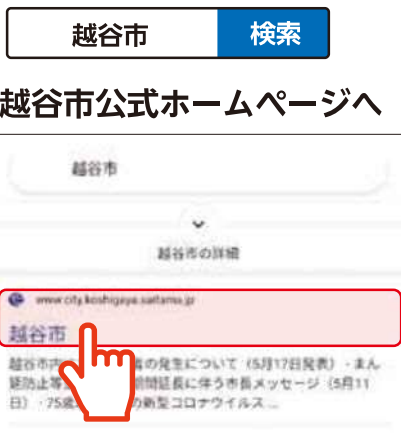 越谷市 検索
越谷市公式ホームページへ
越谷市
越谷市の詳細
www.city.koshigaya.saitama.jp
越谷市
越谷市内 者の発生について（5月17日発表）・まん
延防止等 期間延長に伴う市長メッセージ（5月11
日）・75歳 の新型コロナウイルス ...